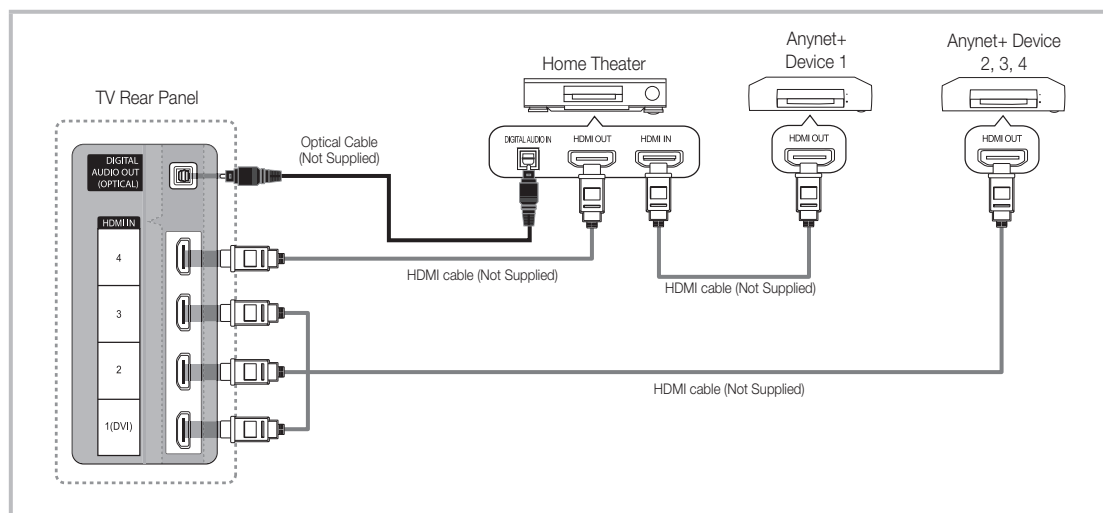 TV Rear Panel
DIGITAL
AUDIO OUT
(OPTICAL)
HDMI IN
4
3
2
1(DVI)
Optical Cable
(Not Supplied)
Home Theater
DIGITAL AUDIO IN
HDMI OUT
HDMI IN
Anynet+
Device 1
HDMI OUT
Anynet+ Device
2, 3, 4
HDMI OUT
HDMI cable (Not Supplied)
HDMI cable (Not Supplied)
HDMI cable (Not Supplied)